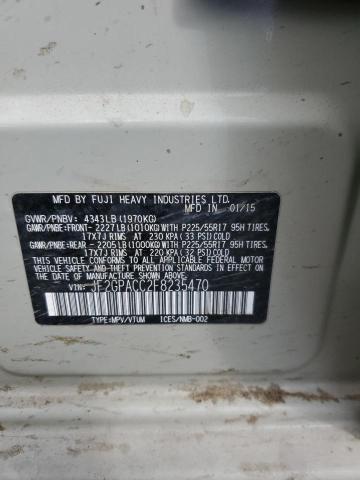 MFD BY FUJI HEAVY INDUSTRIES LTD.
MFD IN 01/15
GVWR/PNBV: 4343LB(1970KG)
GAWR/PNBE:FRONT- 2227LB(1010KG)WITH P225/55R17 95H TIRES,
17X7J RIMS AT 230 KPA(33 PSI)COLD
GAWR/PNBE:REAR - 2205LB(1000KG)WITH P225/55R17 95H TIRES,
17X7J RIMS AT 220 KPA(32 PSI)COLD
THIS VEHICLE CONFORMS TO ALL APPLICABLE FEDERAL MOTOR
VEHICLE SAFETY, BUMPER, AND THEFT PREVENTION STANDARDS
IN EFFECT ON THE DATE OF MANUFACTURE SHOWN ABOVE.
VIN: JF2GPACC2F8235470
TYPE:MPV/VTUM ICES/NMB-002